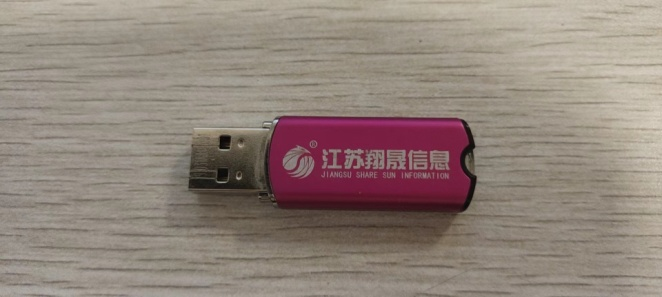 ®
江苏翔晟信息
JIANGSU SHARE SUN INFORMATION